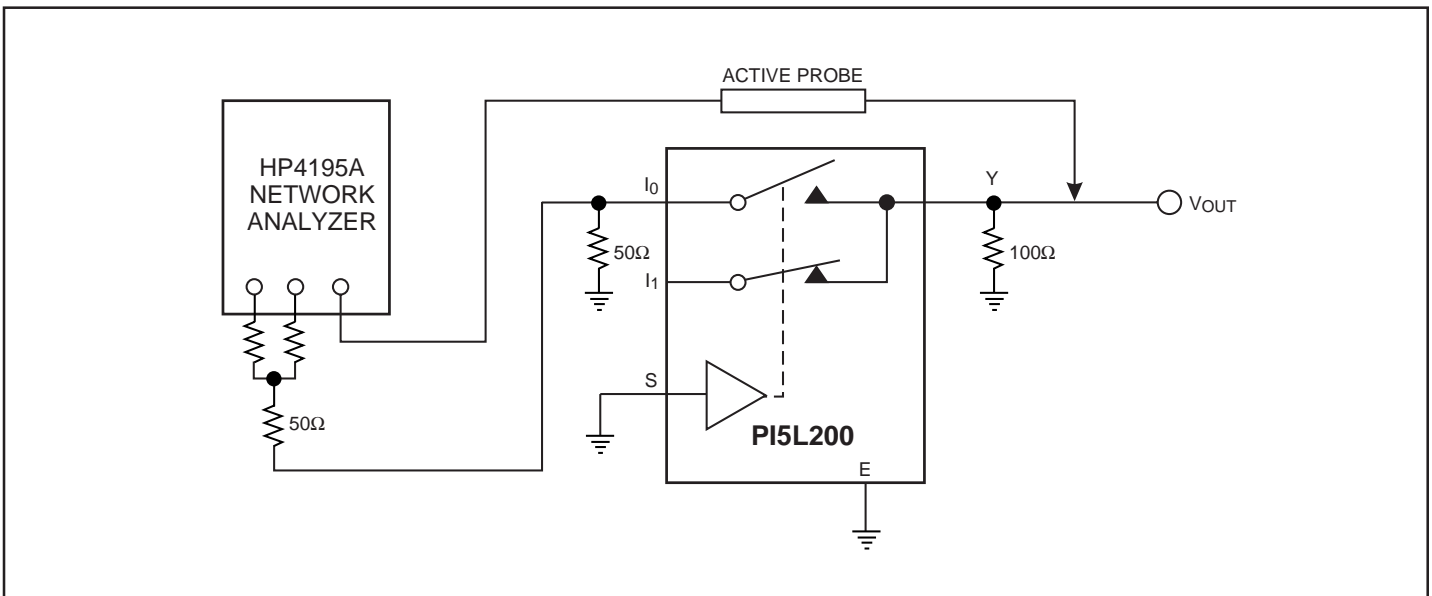 ACTIVE PROBE
HP4195A
NETWORK
ANALYZER
I0
Y
VOUT
50Ω
100Ω
I1
S
50Ω
PI5L200
E